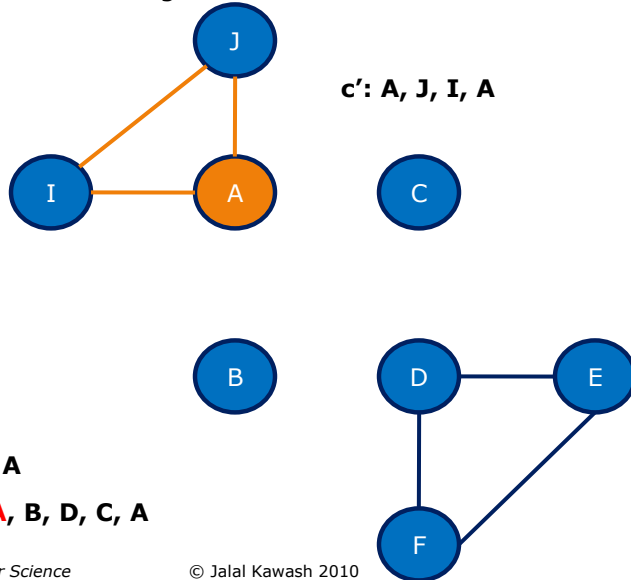 J
c’: A, J, I, A
I A C
B D E
A
, B, D, C, A
F
Science © Jalal Kawash 2010